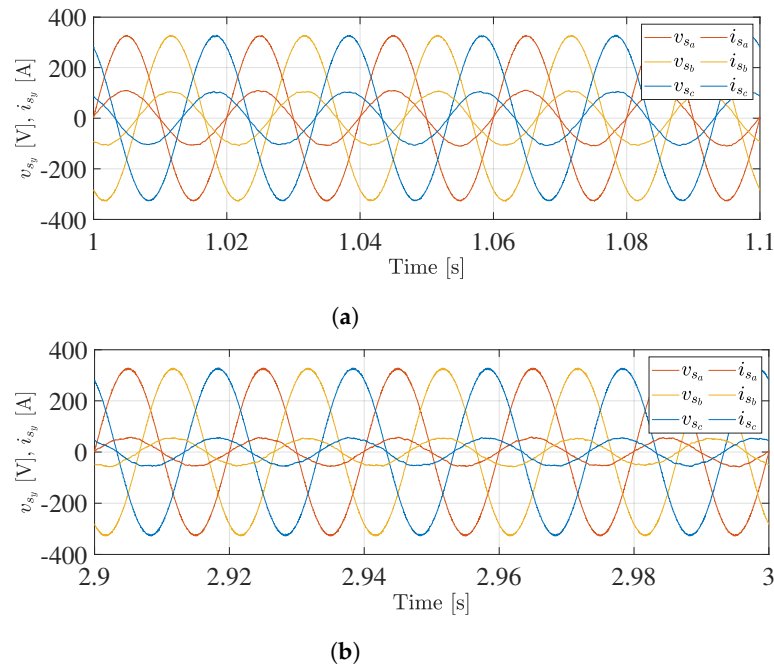 400
200
0
-200
-400
v_{s_y} [V], i_{s_y} [A]
v_{s_a} i_{s_a}
v_{s_b} i_{s_b}
v_{s_c} i_{s_c}
1 1.02 1.04 1.06 1.08 1.1
Time [s]
(a)
400
200
0
-200
-400
v_{s_y} [V], i_{s_y} [A]
v_{s_a} i_{s_a}
v_{s_b} i_{s_b}
v_{s_c} i_{s_c}
2.9 2.92 2.94 2.96 2.98 3
Time [s]
(b)